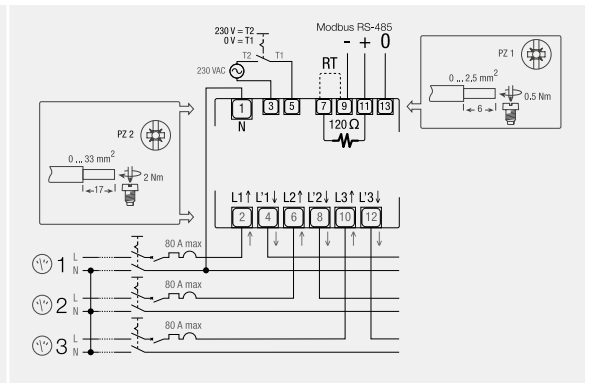 230 V = T2
0 V = T1
T2 T1
230 VAC
Modbus RS-485
- + 0
RT
PZ 1
0 ... 2.5 mm²
0.5 Nm
6
1 3 5 7 9 11 13
N
120 Ω
PZ 2
0 ... 33 mm²
2 Nm
17
L1↑ L'1↓ L2↑ L'2↓ L3↑ L'3↓
2 4 6 8 10 12
80 A max
1 L
N
80 A max
2 L
N
80 A max
3 L
N